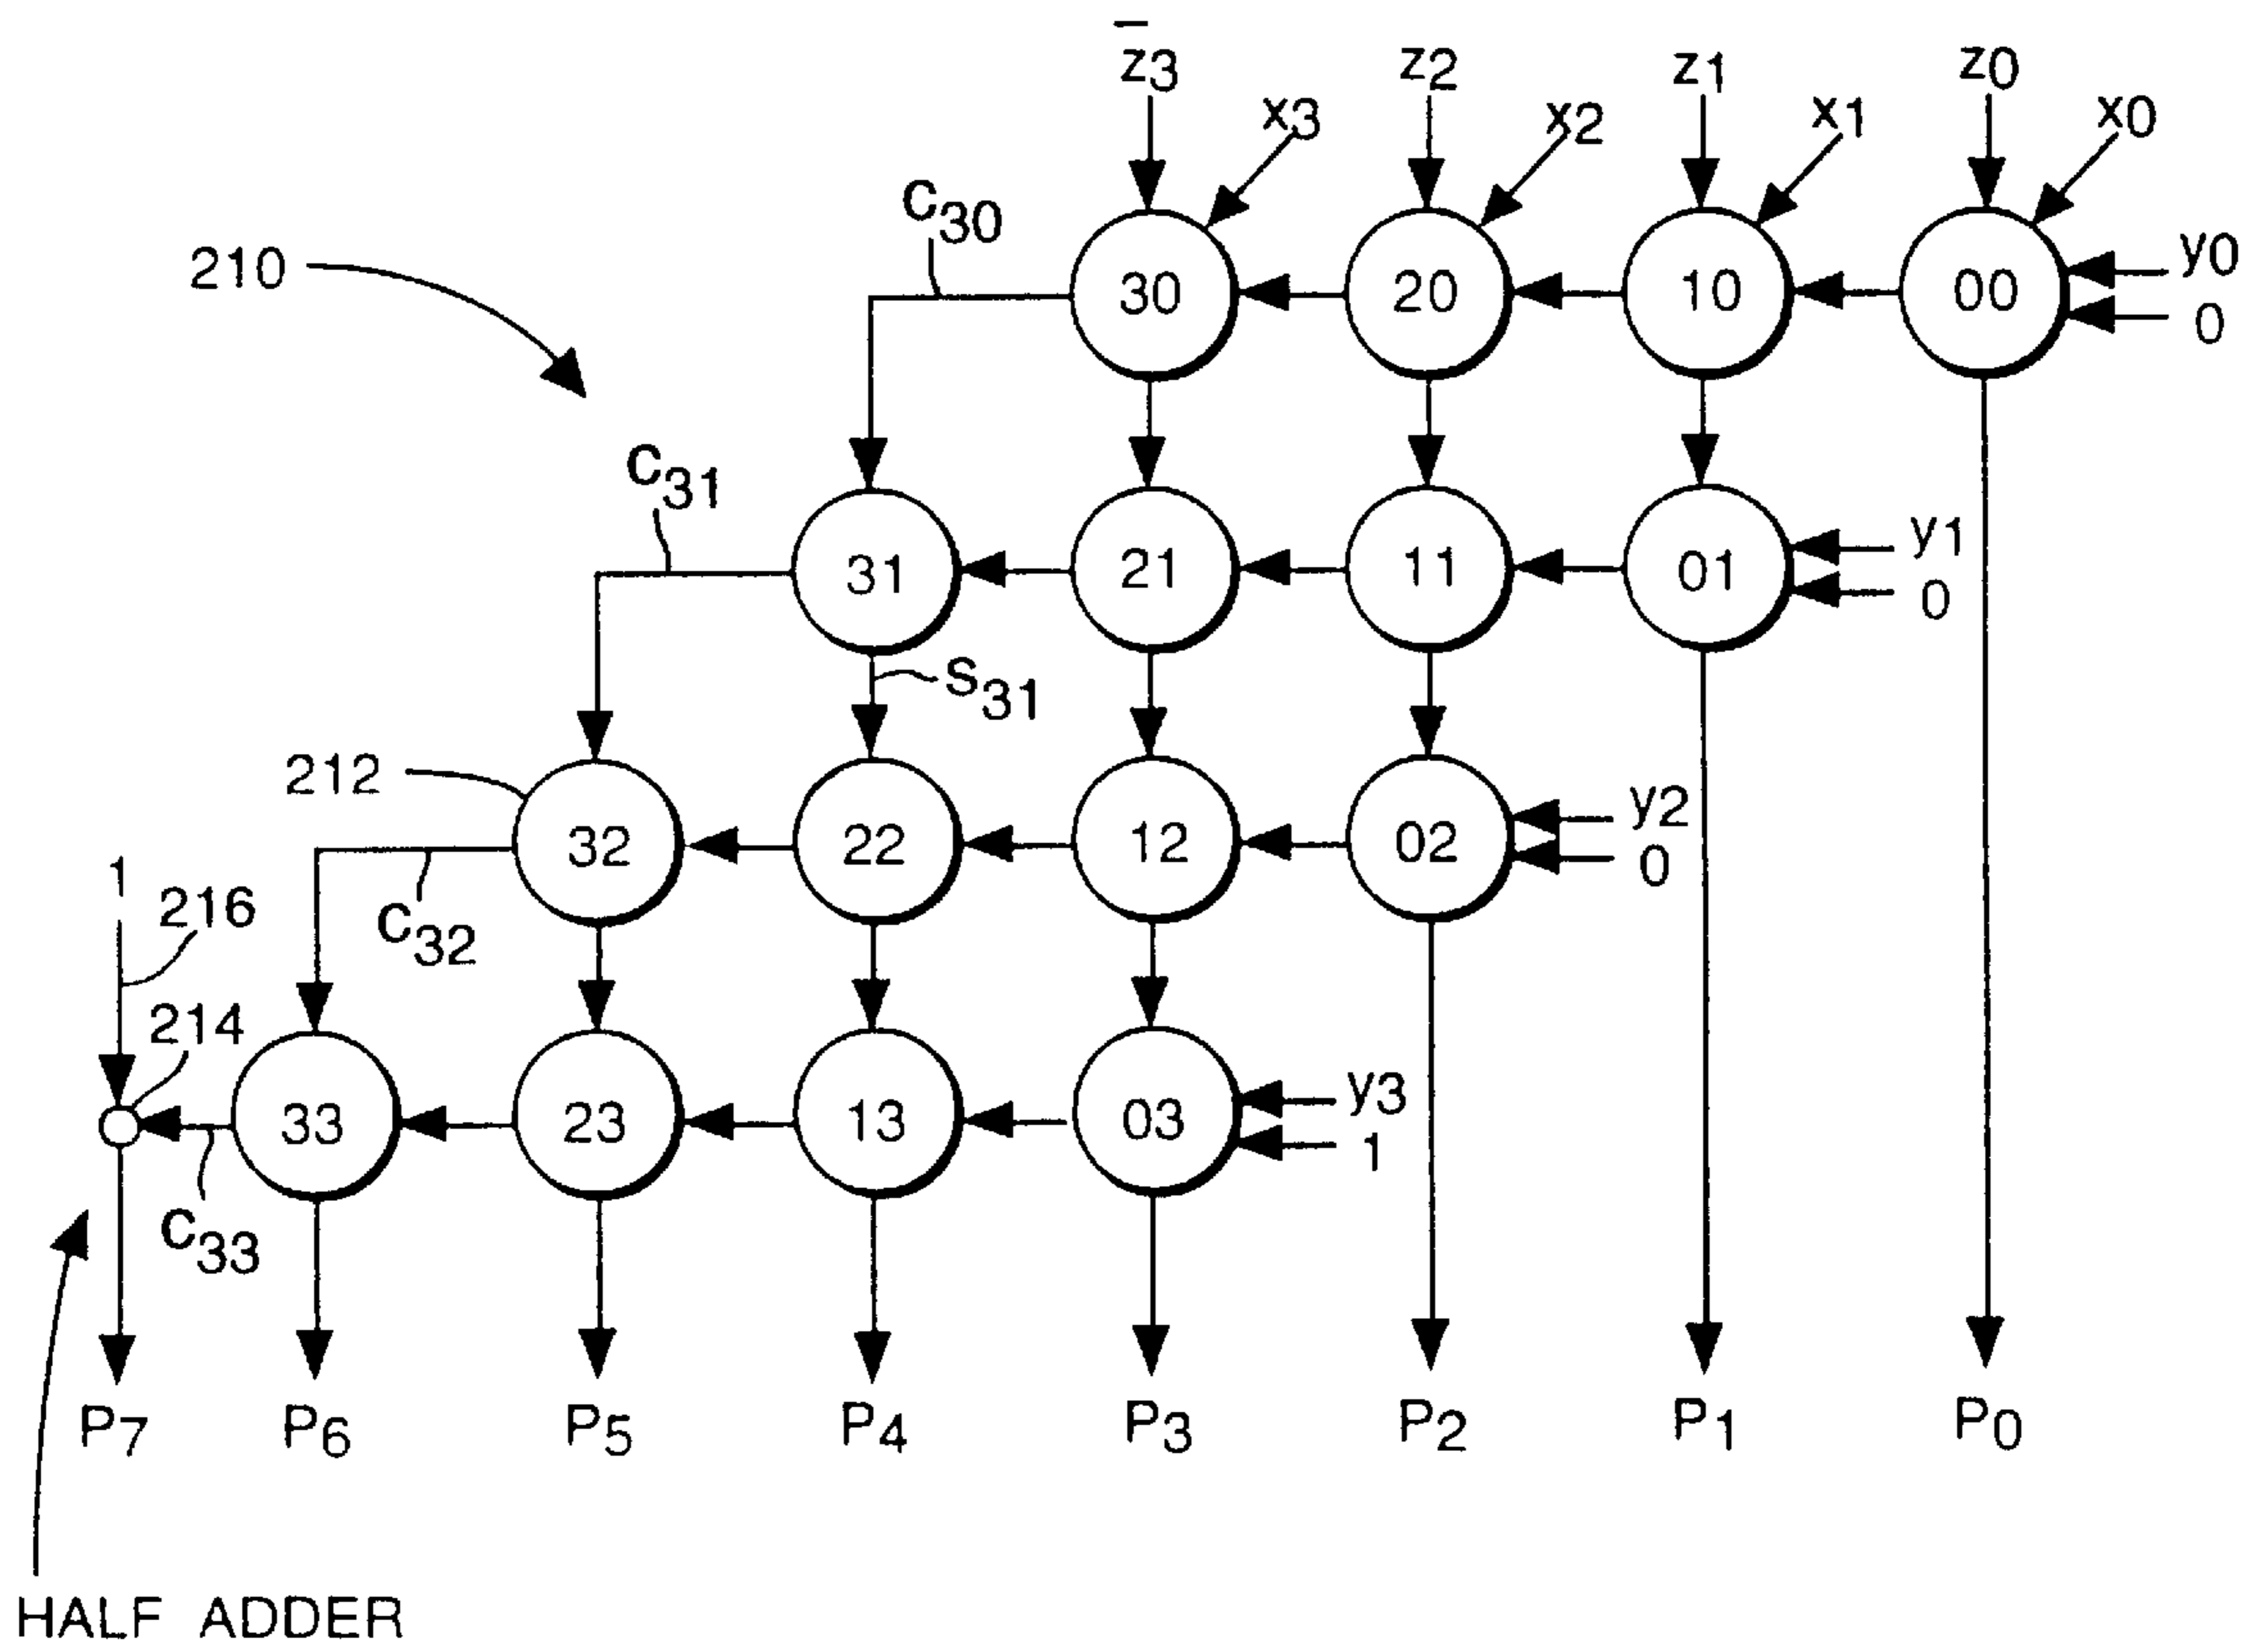 z̄3 z2 z1 z0
x3 x2 x1 x0
c30
210
30 20 10 00
y0
0
c31
31 21 11 01
y1
0
s31
212
32 22 12 02
y2
0
1
216
c32
214
33 23 13 03
y3
1
c33
P7 P6 P5 P4 P3 P2 P1 P0
HALF ADDER